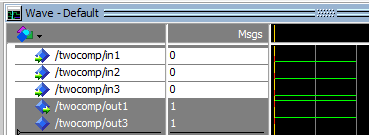 Wave - Default
Msgs
/twocomp/in1 0
/twocomp/in2 0
/twocomp/in3 0
/twocomp/out1 1
/twocomp/out3 1